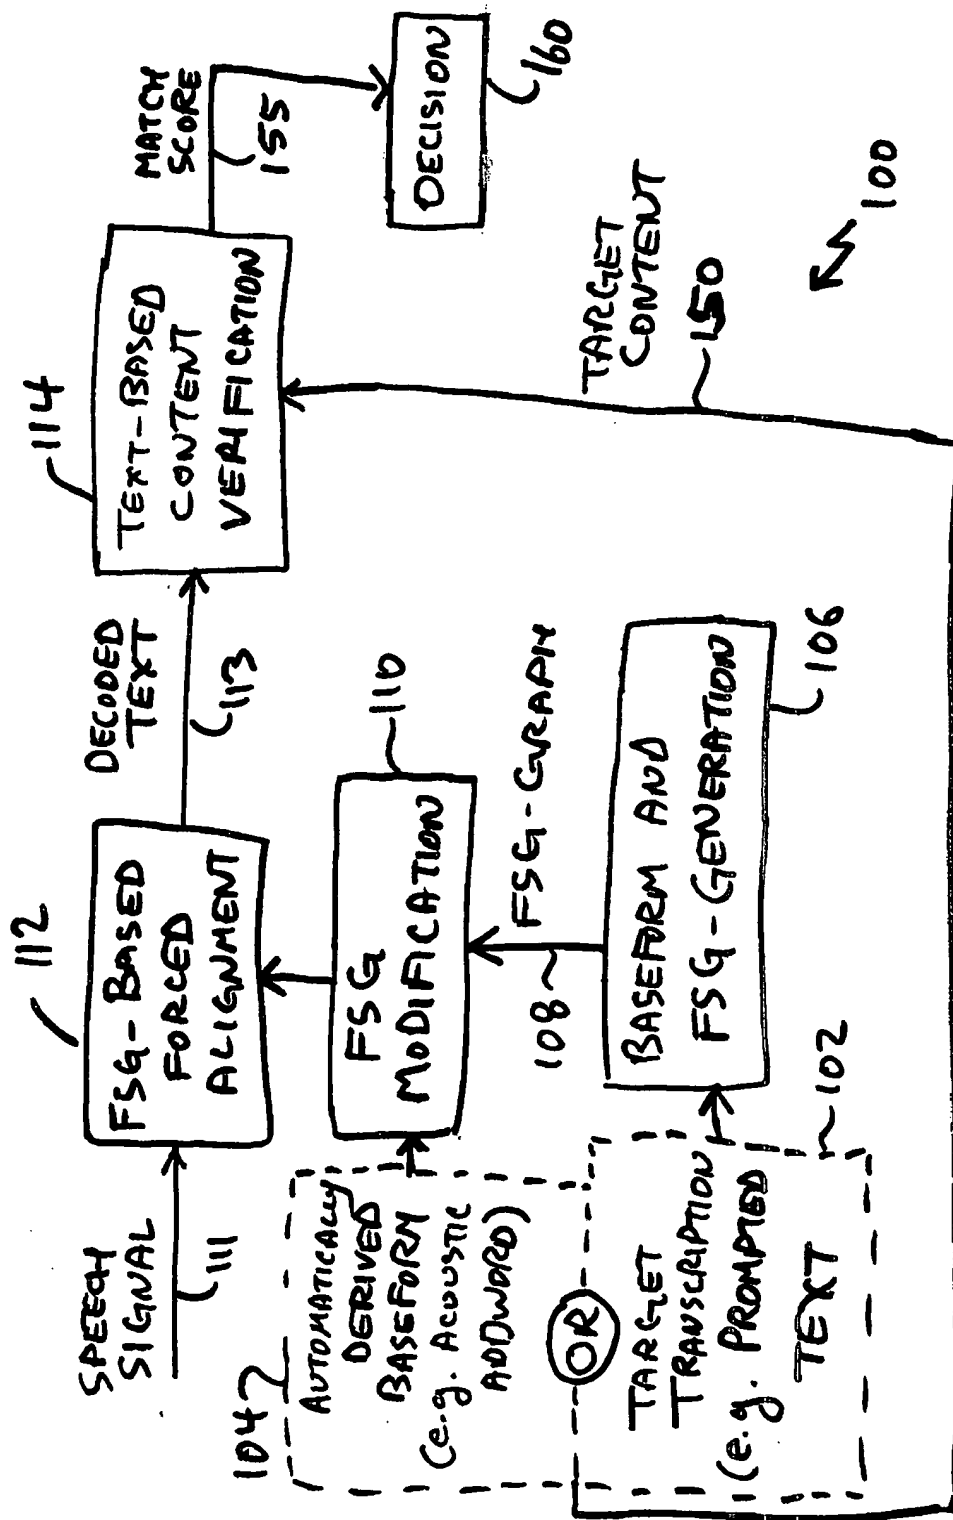 SPEECH
SIGNAL
111
112
FSG-BASED
FORCED
ALIGNMENT
DECODED
TEXT
113
114
TEXT-BASED
CONTENT
VERIFICATION
MATCH
SCORE
155
DECISION
160
104
AUTOMATICALLY
DERIVED
BASEFORM
(e.g. ACOUSTIC
ADDWORD)
FSG
MODIFICATION
110
108
FSG-GRAPH
OR
TARGET
TRANSCRIPTION
(e.g. PROMPTED
TEXT
102
BASEFORM AND
FSG-GENERATION
106
TARGET
CONTENT
150
100